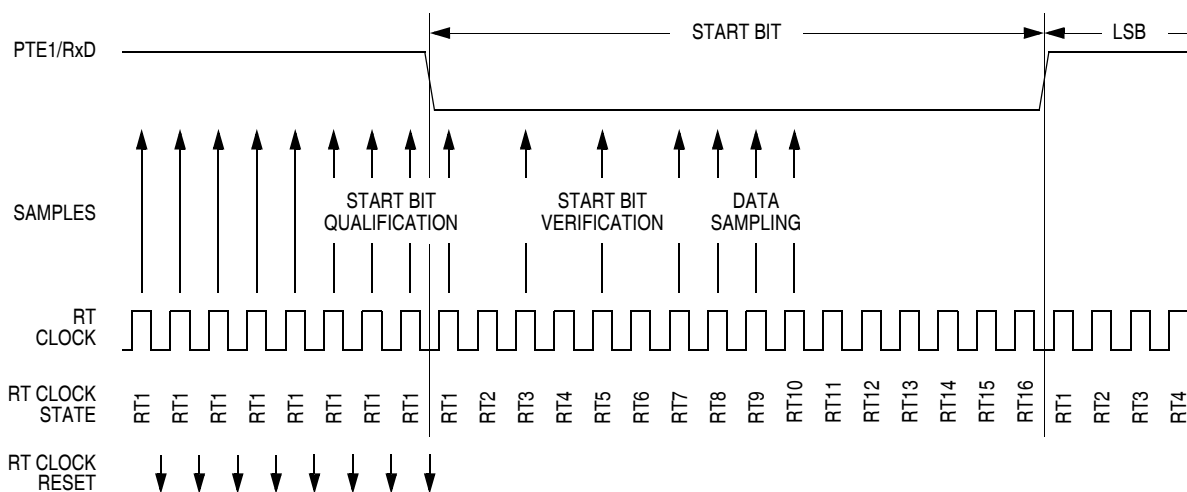 START BIT
LSB
PTE1/RxD
SAMPLES
START BIT
QUALIFICATION
START BIT
VERIFICATION
DATA
SAMPLING
RT
CLOCK
RT CLOCK
STATE
RT1 RT1 RT1 RT1 RT1 RT1 RT1 RT1 RT1 RT2 RT3 RT4 RT5 RT6 RT7 RT8 RT9 RT10 RT11 RT12 RT13 RT14 RT15 RT16 RT1 RT2 RT3 RT4
RT CLOCK
RESET